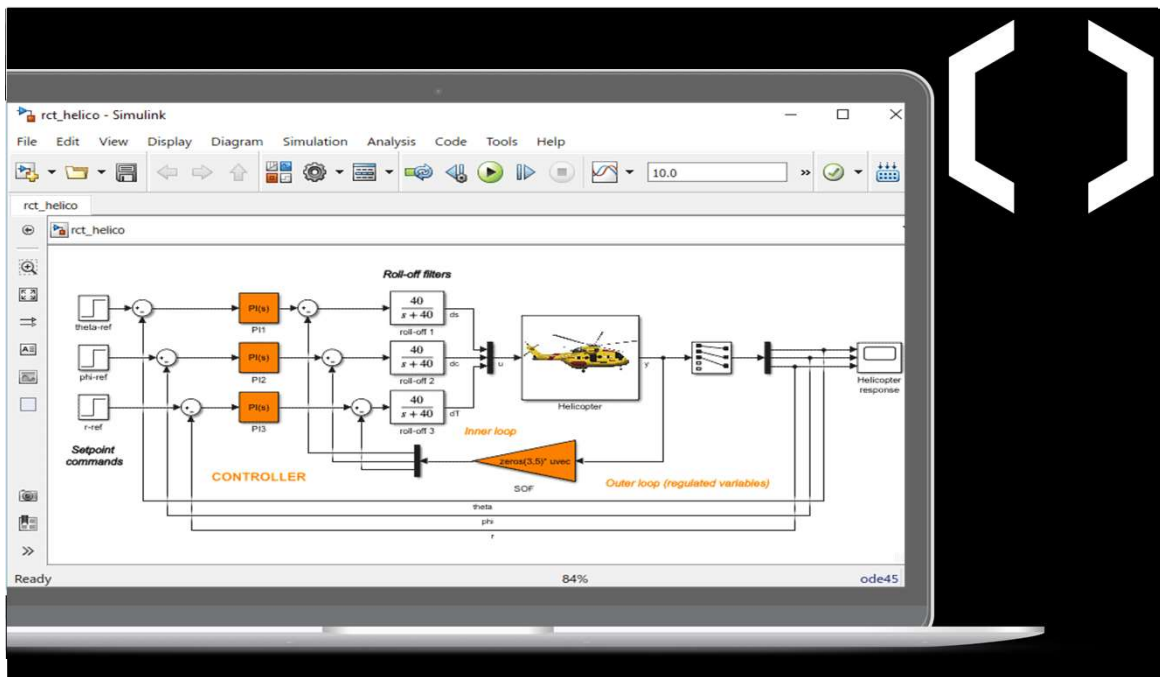 rct_helico - Simulink
File Edit View Display Diagram Simulation Analysis Code Tools Help
10.0
»
rct_helico
rct_helico
Roll-off filters
theta-ref
PI(s)
PI1
40
s + 40
roll-off 1
ds
phi-ref
PI(s)
PI2
40
s + 40
roll-off 2
dc
u
Helicopter
y
Helicopter
response
r-ref
PI(s)
PI3
40
s + 40
roll-off 3
dT
Inner loop
Setpoint
commands
CONTROLLER
zeros(3,5)* uvec
SOF
Outer loop (regulated variables)
theta
phi
r
»
Ready 84% ode45